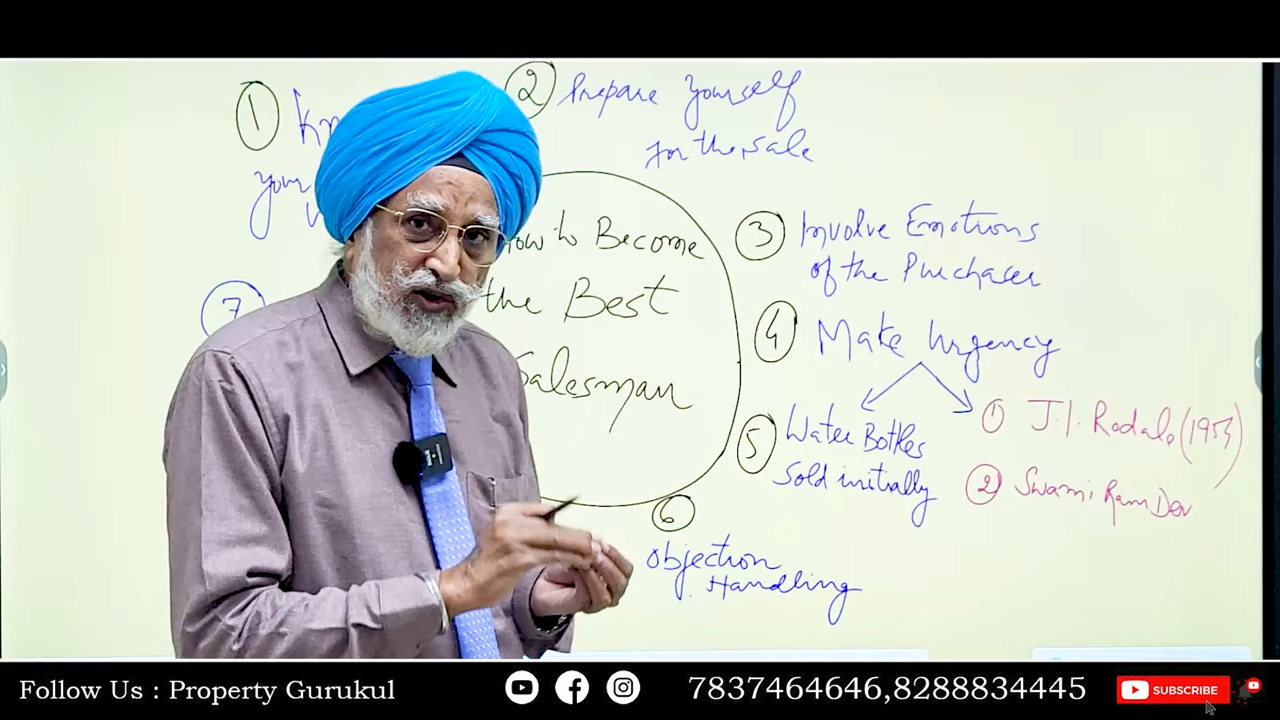 ①
②
Prepare Yourself
for the sale
Your
How to Become
the Best
Salesman
③
Involve Emotions
of the Purchaser
④
Make Urgency
⑤
Water Bottles
Sold initially
① J.I. Rodale
② Swami Ram Dev
⑥
Objection
Handling
⑦
Follow Us : Property Gurukul
7837464646,8288834445
SUBSCRIBE